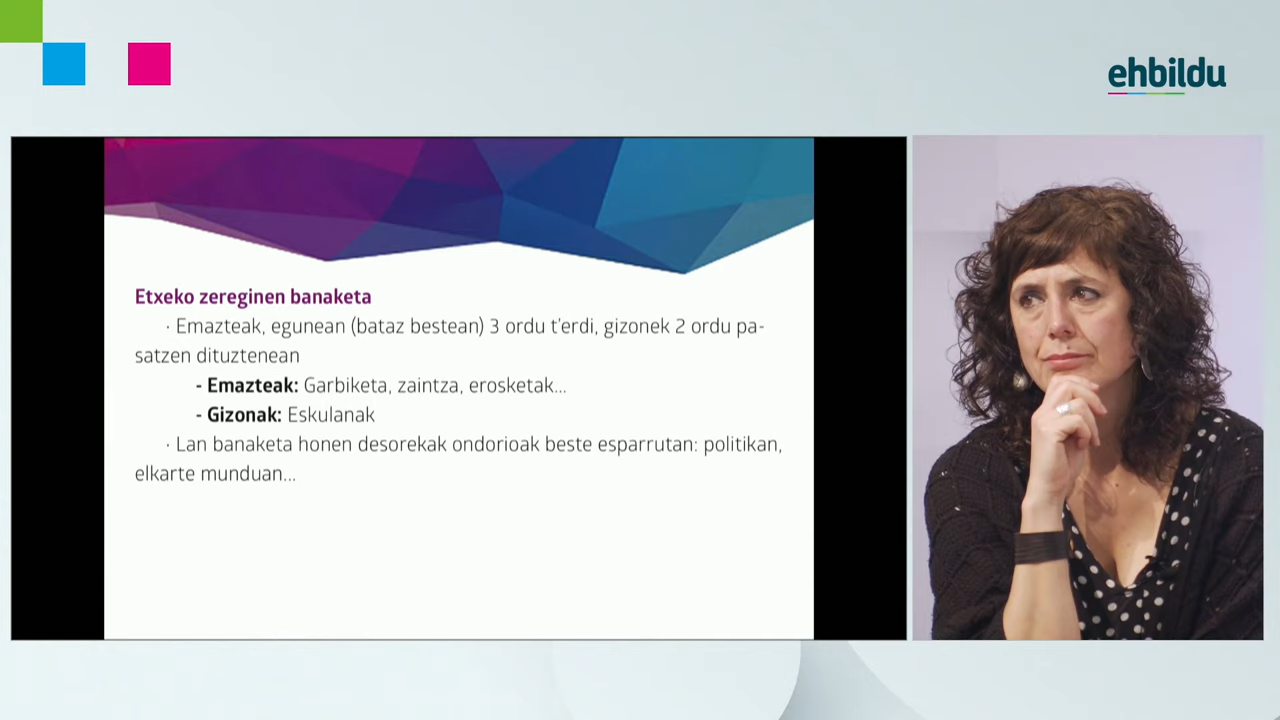 ehbildu
Etxeko zereginen banaketa
· Emazteak, egunean (bataz bestean) 3 ordu t'erdi, gizonek 2 ordu pa-
satzen dituztenean
- Emazteak: Garbiketa, zaintza, erosketak...
- Gizonak: Eskulanak
· Lan banaketa honen desorekak ondorioak beste esparrutan: politikan,
elkarte munduan...